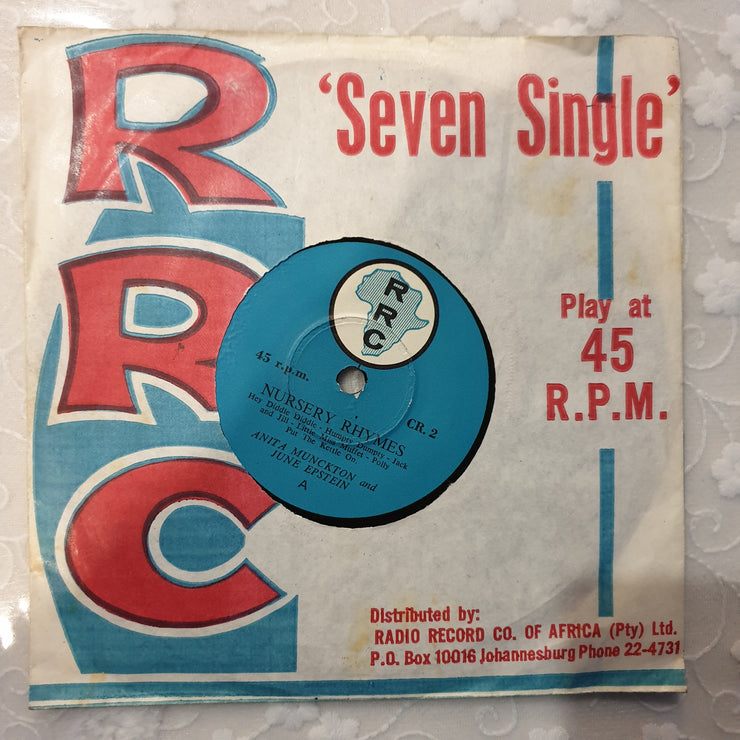 R
R
C
'Seven Single'
Play at
45
R.P.M.
R
R
C
45 r.p.m.
CR. 2
NURSERY RHYMES
Hey Diddle Diddle - Humpty Dumpty - Jack
and Jill - Little Miss Muffet - Polly
Put The Kettle On.
ANITA MUNCKTON and
JUNE EPSTEIN
A
Distributed by:
RADIO RECORD CO. OF AFRICA (Pty) Ltd.
P.O. Box 10016 Johannesburg Phone 22-4731